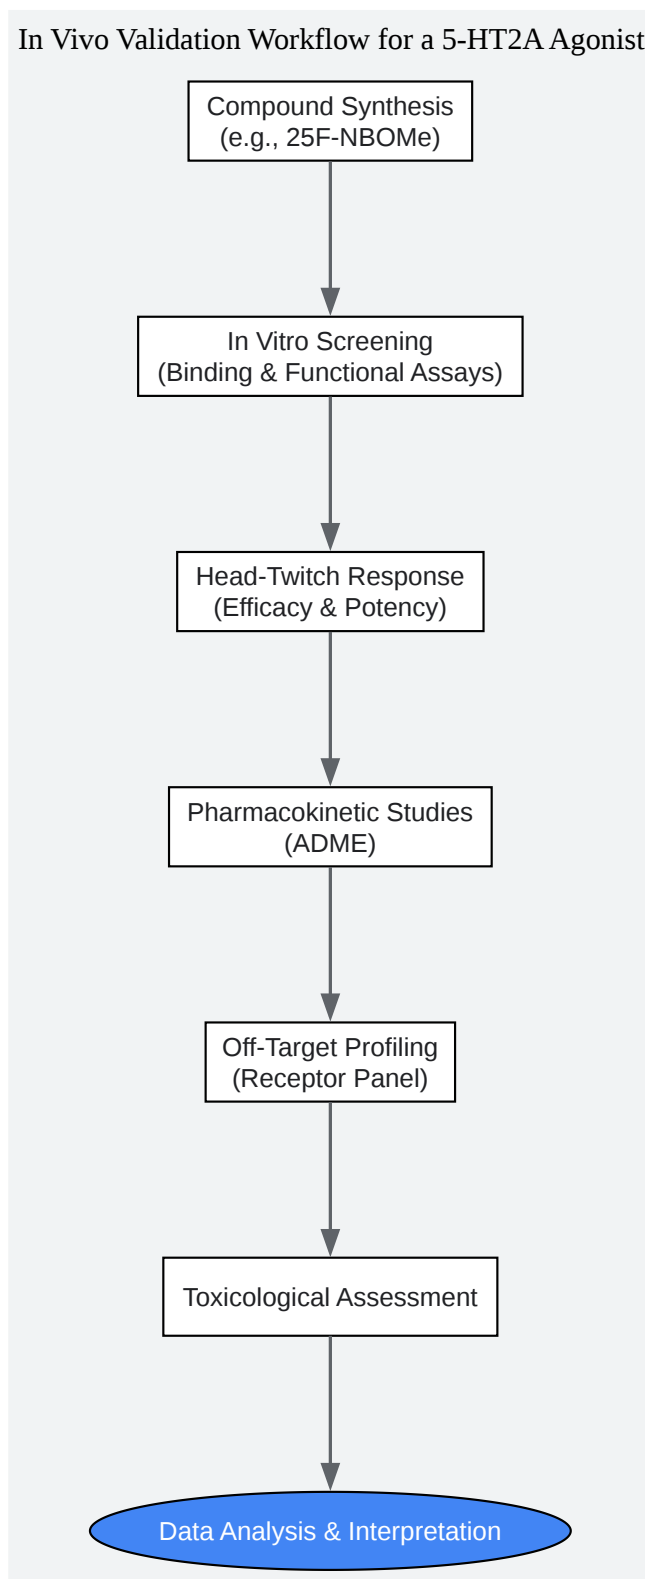 In Vivo Validation Workflow for a 5-HT2A Agonist
Compound Synthesis
(e.g., 25F-NBOMe)
In Vitro Screening
(Binding & Functional Assays)
Head-Twitch Response
(Efficacy & Potency)
Pharmacokinetic Studies
(ADME)
Off-Target Profiling
(Receptor Panel)
Toxicological Assessment
Data Analysis & Interpretation